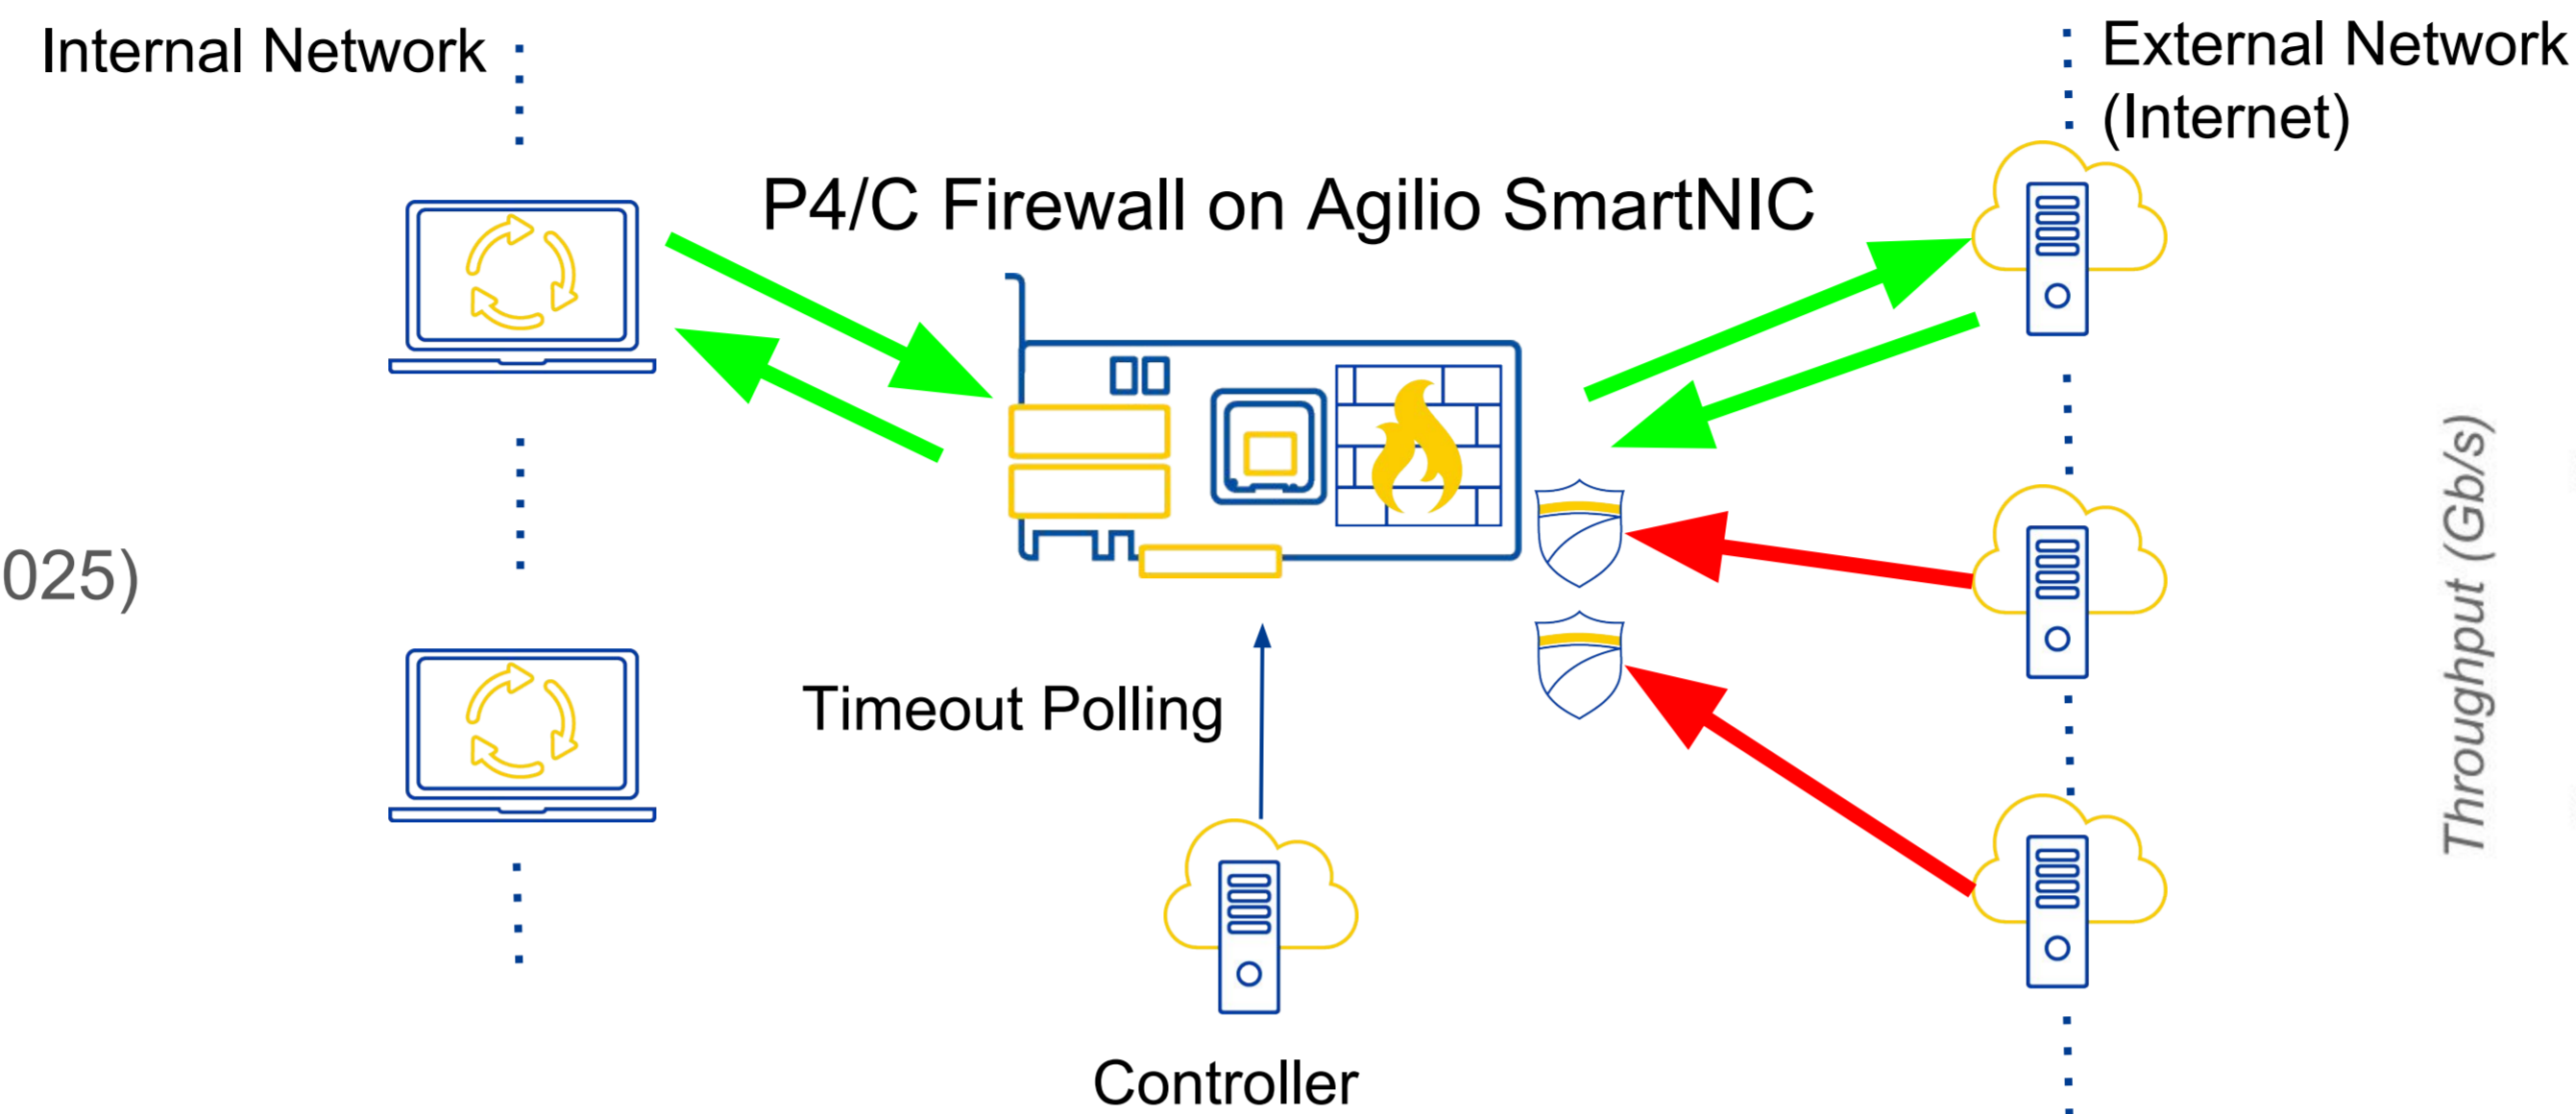 Internal Network
External Network
(Internet)
P4/C Firewall on Agilio SmartNIC
025)
Throughput (Gb/s)
Timeout Polling
Controller